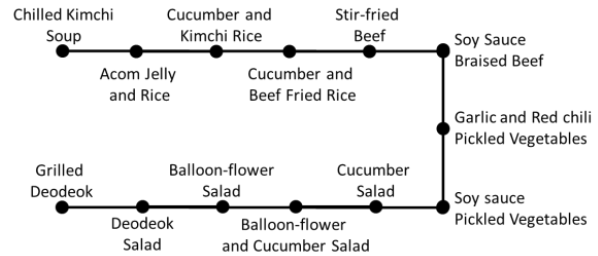 Chilled Kimchi
Soup
Acom Jelly
and Rice
Cucumber and
Kimchi Rice
Cucumber and
Beef Fried Rice
Stir-fried
Beef
Soy Sauce
Braised Beef
Garlic and Red chili
Pickled Vegetables
Soy sauce
Pickled Vegetables
Cucumber
Salad
Balloon-flower
and Cucumber Salad
Balloon-flower
Salad
Deodeok
Salad
Grilled
Deodeok